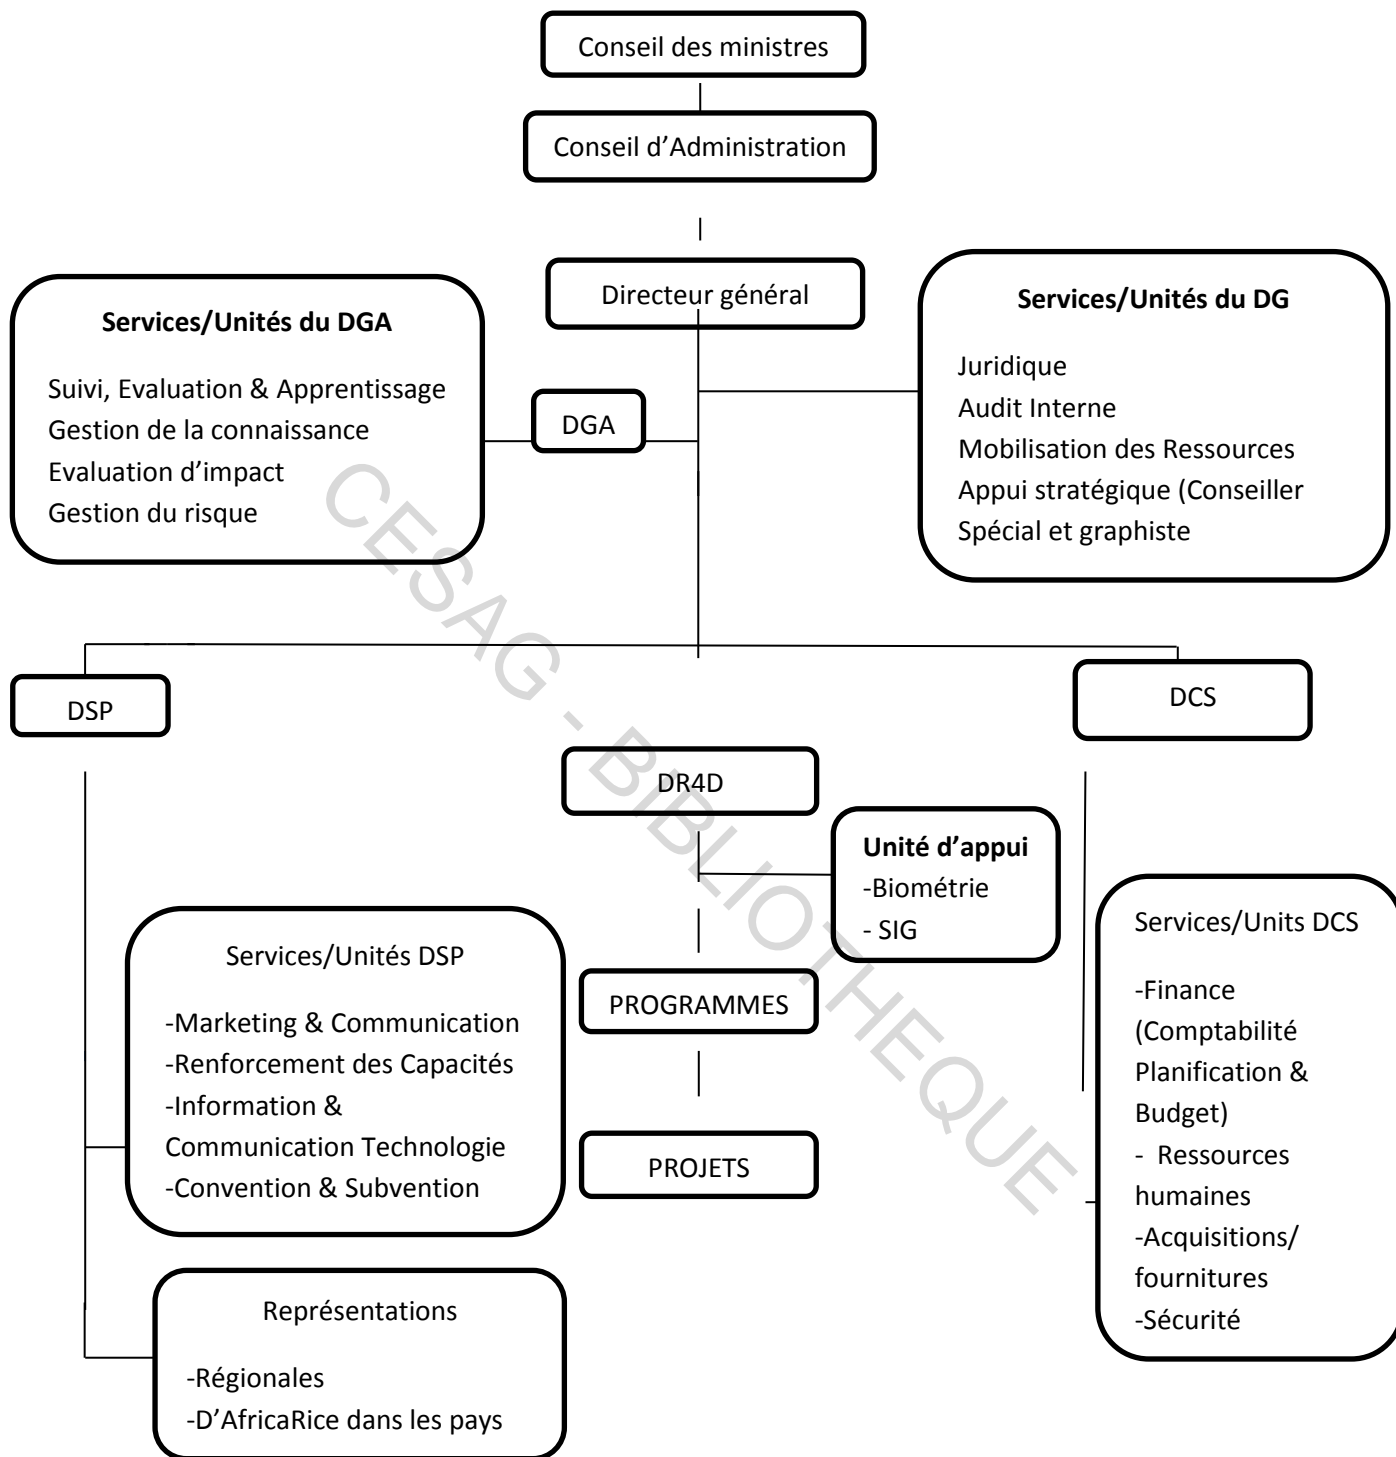 Conseil des ministres
Conseil d’Administration
Directeur général
Services/Unités du DGA
Suivi, Evaluation & Apprentissage
Gestion de la connaissance
Evaluation d’impact
Gestion du risque
DGA
Services/Unités du DG
Juridique
Audit Interne
Mobilisation des Ressources
Appui stratégique (Conseiller
Spécial et graphiste
DSP
DCS
DR4D
Unité d’appui
-Biométrie
- SIG
Services/Unités DSP
-Marketing & Communication
-Renforcement des Capacités
-Information &
Communication Technologie
-Convention & Subvention
PROGRAMMES
PROJETS
Services/Units DCS
-Finance
(Comptabilité
Planification &
Budget)
- Ressources
humaines
-Acquisitions/
fournitures
-Sécurité
Représentations
-Régionales
-D’AfricaRice dans les pays
CESAG - BIBLIOTHEQUE